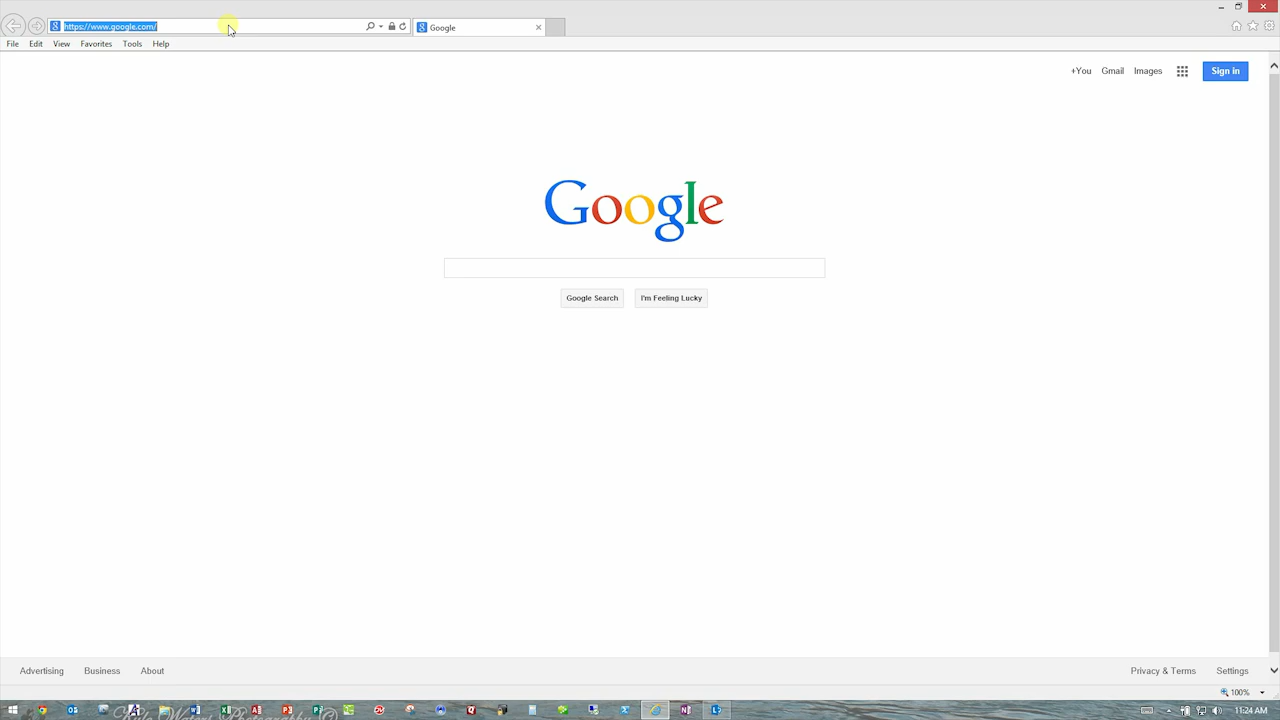 https://www.google.com/
Google
File Edit View Favorites Tools Help
+You Gmail Images Sign in
Google
Google Search I'm Feeling Lucky
Advertising Business About Privacy & Terms Settings
100%
Photography ©
11:24 AM